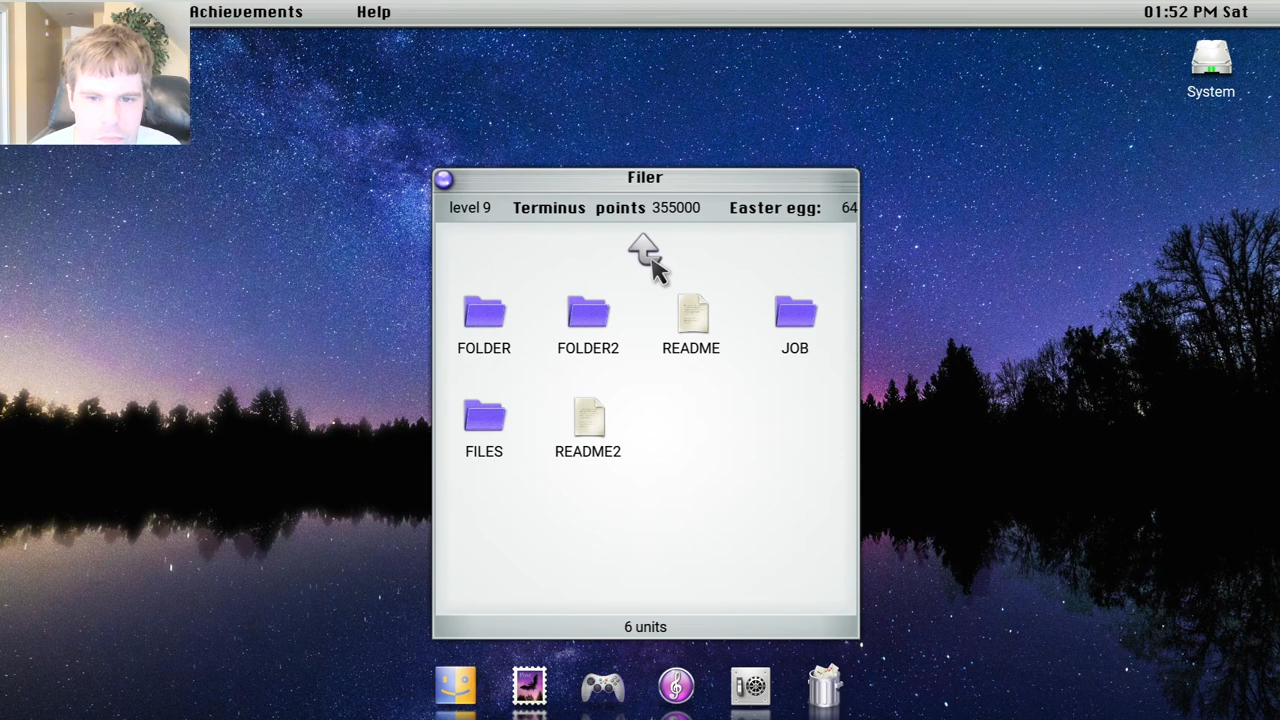 Achievements Help 01:52 PM Sat
System
Filer
level 9 Terminus points 355000 Easter egg: 64
FOLDER FOLDER2 README JOB
FILES README2
6 units